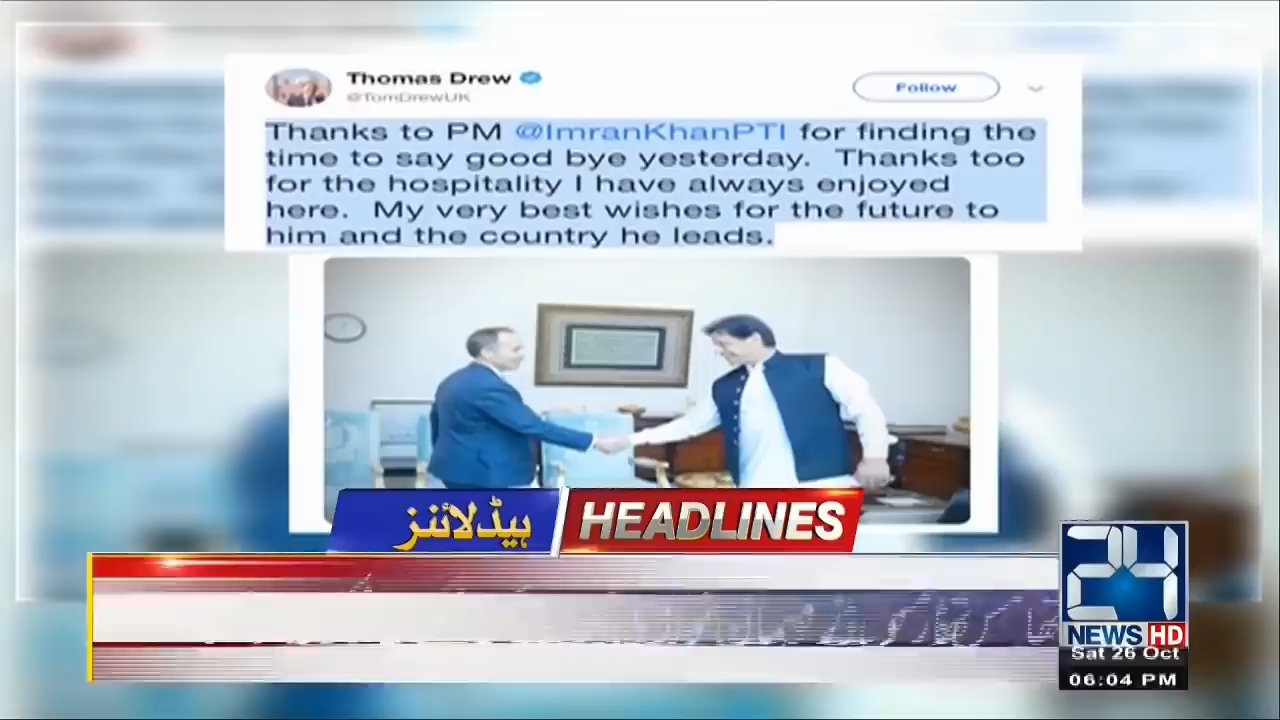 Thomas Drew
@TomDrewUK
Follow
Thanks to PM @ImranKhanPTI for finding the
time to say good bye yesterday. Thanks too
for the hospitality I have always enjoyed
here. My very best wishes for the future to
him and the country he leads.
ہیڈلائنز
HEADLINES
24
NEWS HD
Sat 26 Oct
06:04 PM